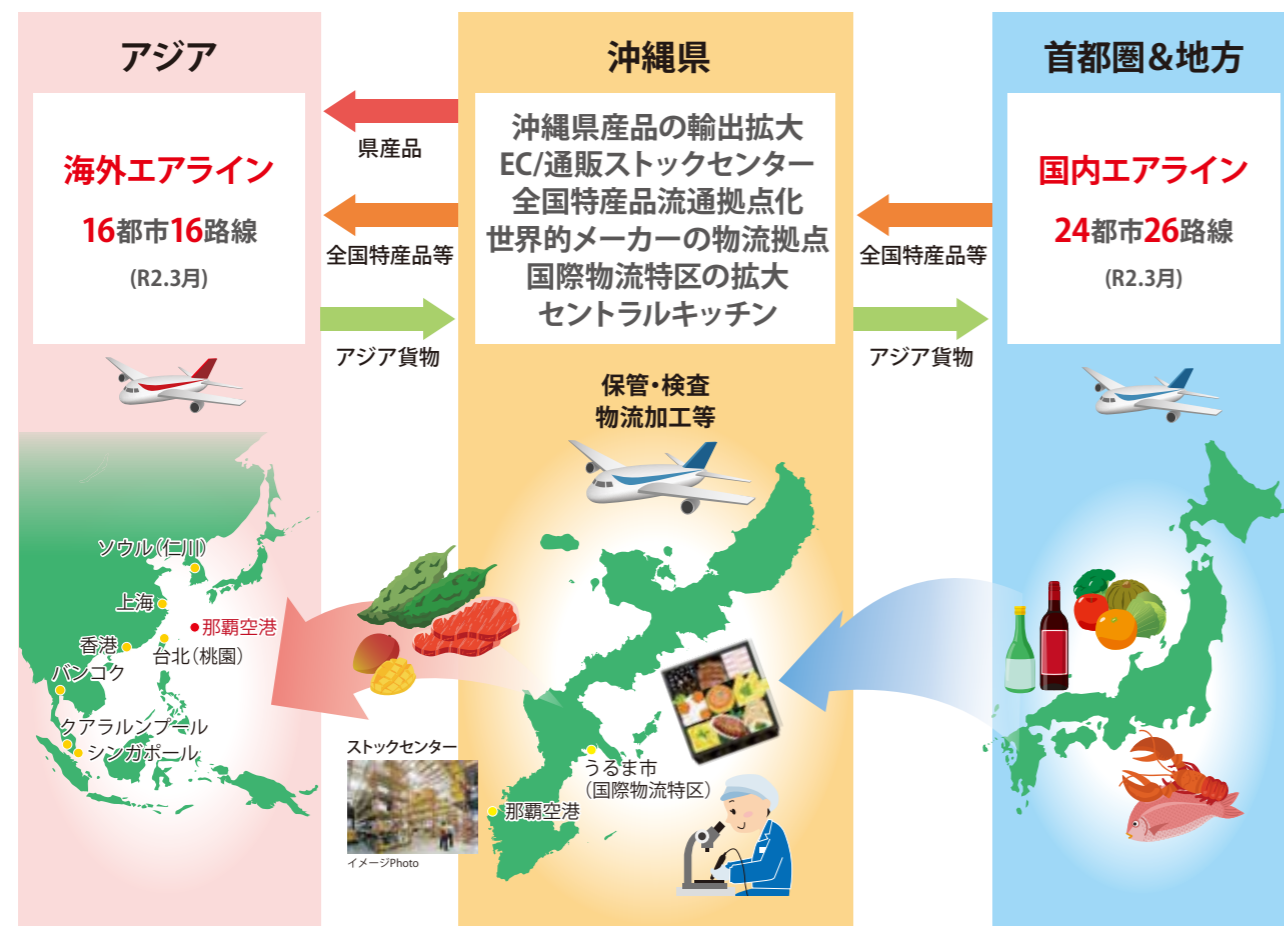 アジア
海外エアライン
16都市16路線
(R2.3月)
県産品
全国特産品等
アジア貨物
沖縄県
沖縄県産品の輸出拡大
EC/通販ストックセンター
全国特産品流通拠点化
世界的メーカーの物流拠点
国際物流特区の拡大
セントラルキッチン
保管・検査
物流加工等
全国特産品等
アジア貨物
首都圏&地方
国内エアライン
24都市26路線
(R2.3月)
ソウル(仁川)
上海
那覇空港
香港
台北(桃園)
バンコク
クアラルンプール
シンガポール
ストックセンター
イメージPhoto
うるま市
(国際物流特区)
那覇空港